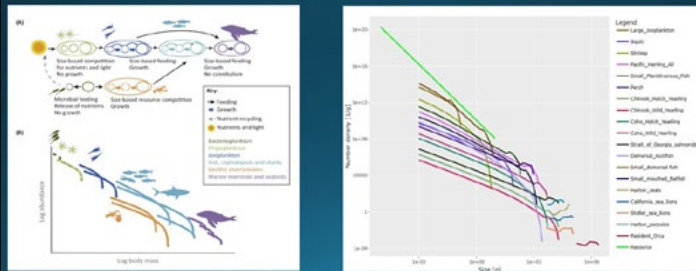 (A)
Size-based competition
for nutrients and light
No growth
Size-based feeding
Growth
Size-based feeding
Growth
No cannibalism
Microbial feeding
Release of nutrients
No growth
Size-based resource competition
Growth
Key
Feeding
Growth
Nutrient recycling
Nutrients and light
Bacterioplankton
Phytoplankton
Zooplankton
Fish, cephalopods and sharks
Benthic invertebrates
Marine mammals and seabirds
(B)
Log abundance
Log body mass
Number density [1/g]
Size [g]
Legend
Large_zooplankton
Squid
Shrimp
Pacific_Herring_All
Small_Planktivorous_Fish
Perch
Chinook_Hatch_Yearling
Chinook_Wild_Yearling
Coho_Hatch_Yearling
Coho_Wild_Yearling
Strait_of_Georgia_salmonids
Demersal_rockfish
Small_demersal_fish
Small_mouthed_flatfish
Harbor_seals
California_sea_lions
Steller_sea_lions
Harbor_porpoise
Resident_Orca
Resource